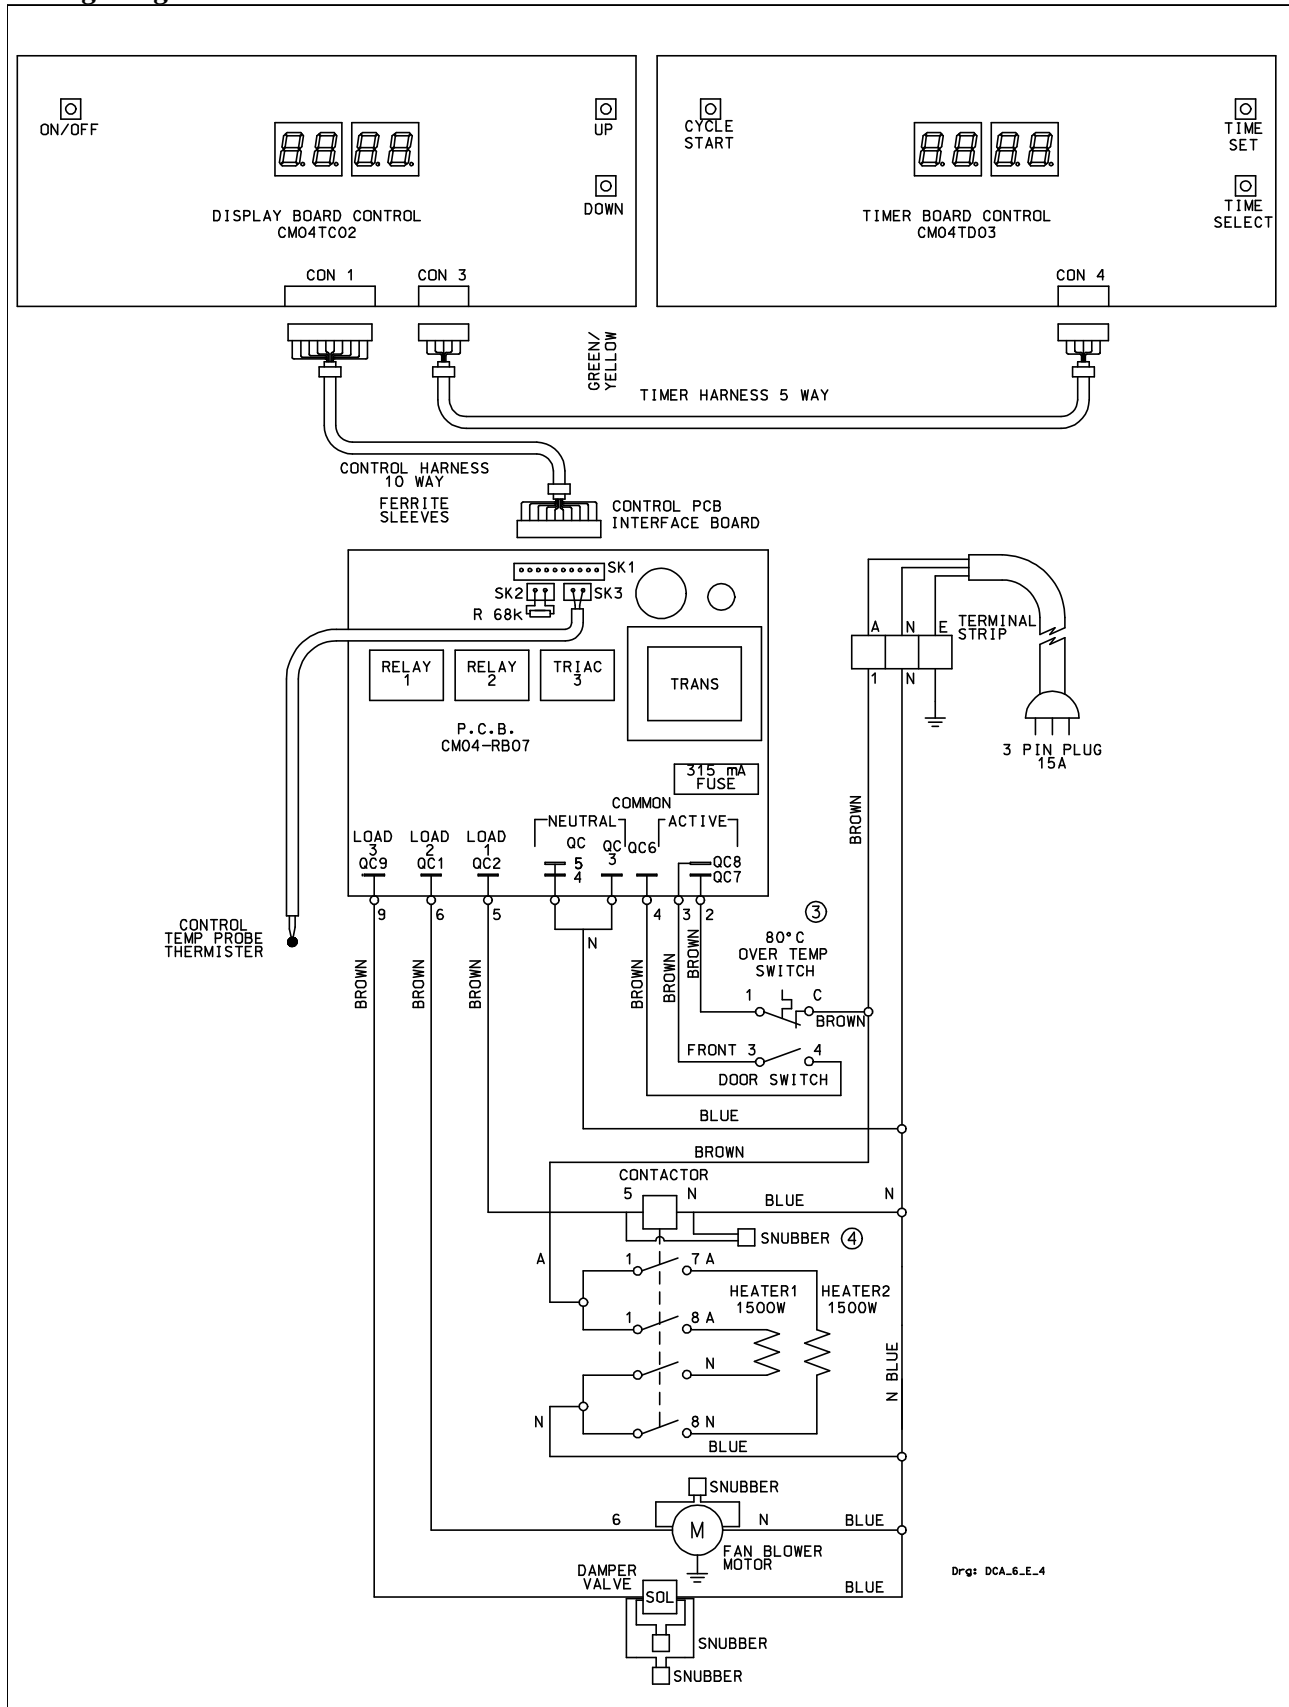 ON/OFF
UP
DOWN
DISPLAY BOARD CONTROL
CM04TC02
CON 1
CON 3
CYCLE
START
TIME
SET
TIME
SELECT
TIMER BOARD CONTROL
CM04TD03
CON 4
GREEN/
YELLOW
TIMER HARNESS 5 WAY
CONTROL HARNESS
10 WAY
FERRITE
SLEEVES
CONTROL PCB
INTERFACE BOARD
SK1
SK2
SK3
R 68K
RELAY
1
RELAY
2
TRIAC
3
TRANS
P.C.B.
CM04-RB07
315 mA
FUSE
COMMON
NEUTRAL
ACTIVE
LOAD
3
QC9
LOAD
2
QC1
LOAD
1
QC2
QC
5
4
QC
3
QC6
QC8
QC7
9
6
5
N
4
3
2
A
N
E
TERMINAL
STRIP
1
N
3 PIN PLUG
15A
BROWN
CONTROL
TEMP PROBE
THERMISTER
BROWN
BROWN
BROWN
BROWN
BROWN
BROWN
3
80°C
OVER TEMP
SWITCH
1
C
BROWN
FRONT 3
4
DOOR SWITCH
BLUE
BROWN
CONTACTOR
5
N
BLUE
N
SNUBBER
4
A
1
7 A
HEATER1
1500W
HEATER2
1500W
1
8 A
N
N BLUE
N
8 N
BLUE
SNUBBER
6
M
N
BLUE
FAN BLOWER
MOTOR
DAMPER
VALVE
SOL
BLUE
SNUBBER
SNUBBER
Drg: DCA_6_E_4